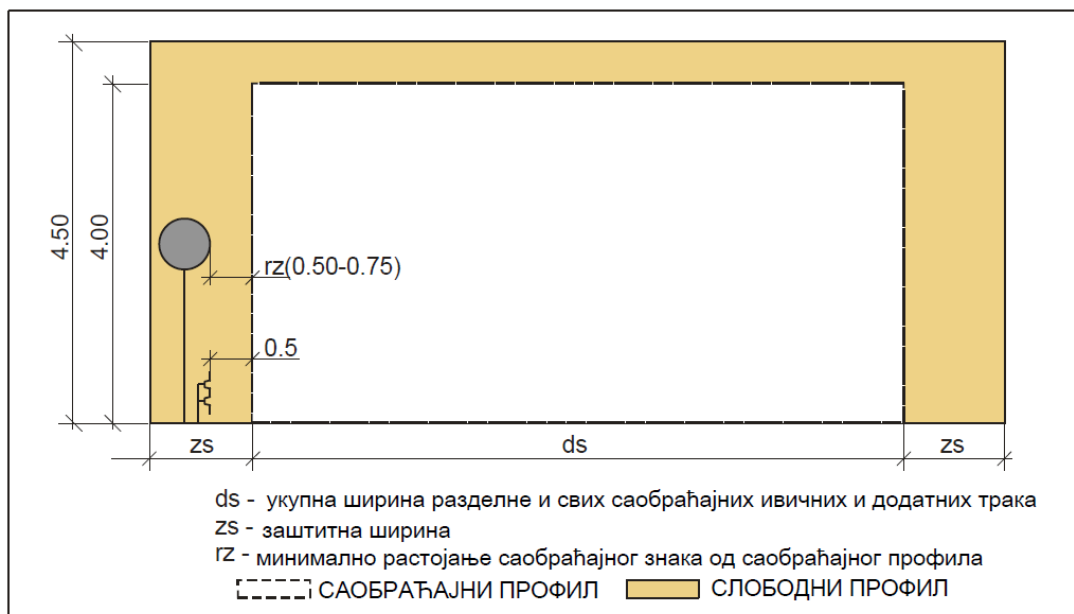 4.50
4.00
rz(0.50-0.75)
0.5
zs
ds
zs
ds - укупна ширина разделне и свих саобраћајних ивичних и додатних трака
zs - заштитна ширина
rz - минимално растојање саобраћајног знака од саобраћајног профила
САОБРАЋАЈНИ ПРОФИЛ СЛОБОДНИ ПРОФИЛ